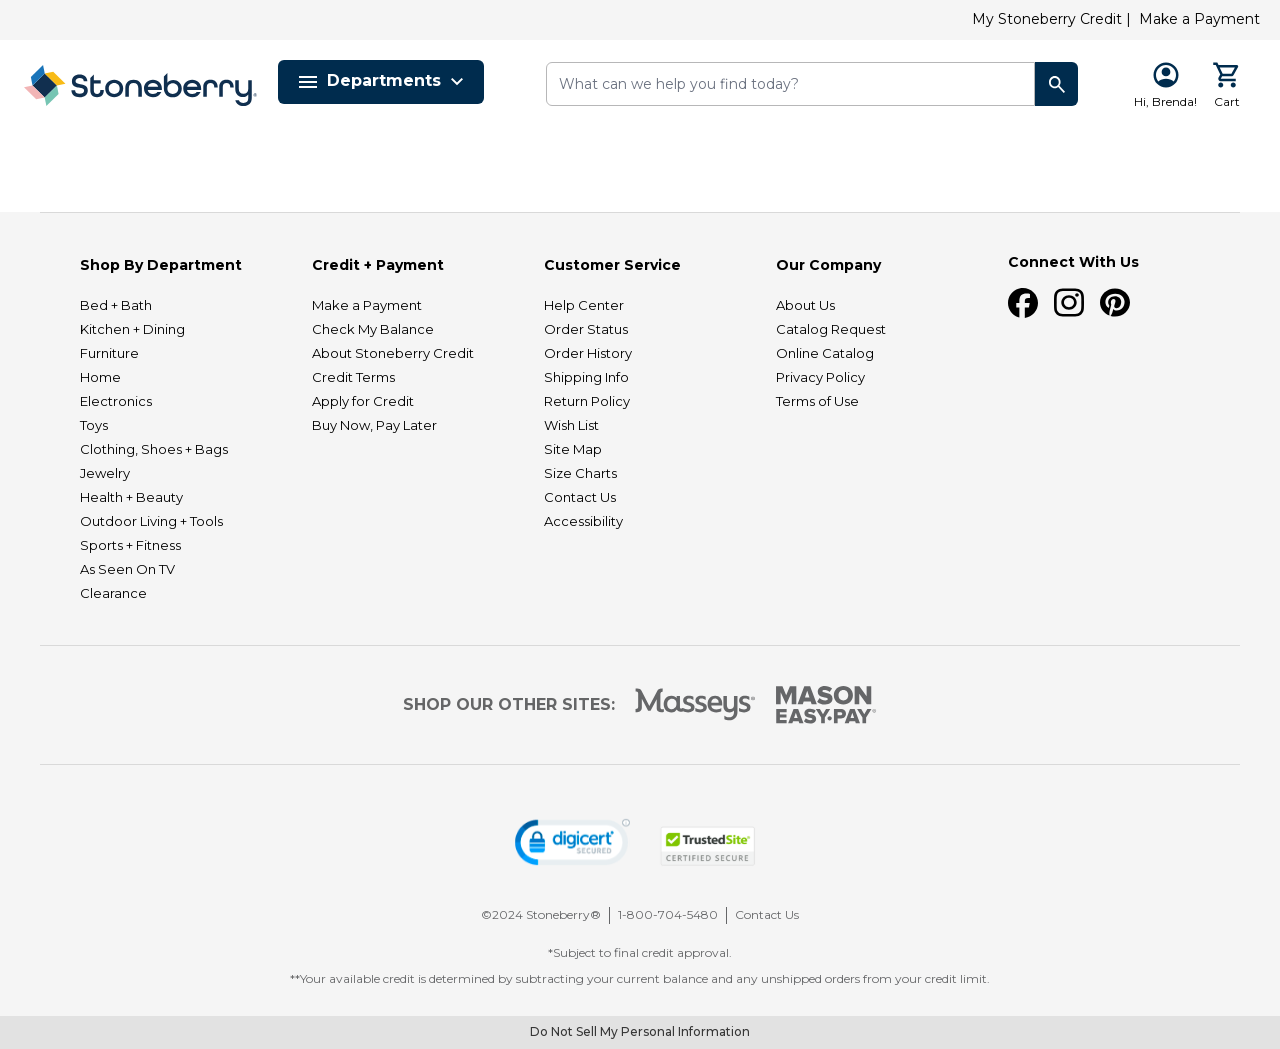 My Stoneberry Credit | Make a Payment
Stoneberry®
Departments
What can we help you find today?
Hi, Brenda!
Cart
Shop By Department
Bed + Bath
Kitchen + Dining
Furniture
Home
Electronics
Toys
Clothing, Shoes + Bags
Jewelry
Health + Beauty
Outdoor Living + Tools
Sports + Fitness
As Seen On TV
Clearance
Credit + Payment
Make a Payment
Check My Balance
About Stoneberry Credit
Credit Terms
Apply for Credit
Buy Now, Pay Later
Customer Service
Help Center
Order Status
Order History
Shipping Info
Return Policy
Wish List
Site Map
Size Charts
Contact Us
Accessibility
Our Company
About Us
Catalog Request
Online Catalog
Privacy Policy
Terms of Use
Connect With Us
SHOP OUR OTHER SITES:
Masseys®
MASON
EASY•PAY®
digicert®
SECURED
TrustedSite®
CERTIFIED SECURE
©2024 Stoneberry® | 1-800-704-5480 | Contact Us
*Subject to final credit approval.
**Your available credit is determined by subtracting your current balance and any unshipped orders from your credit limit.
Do Not Sell My Personal Information